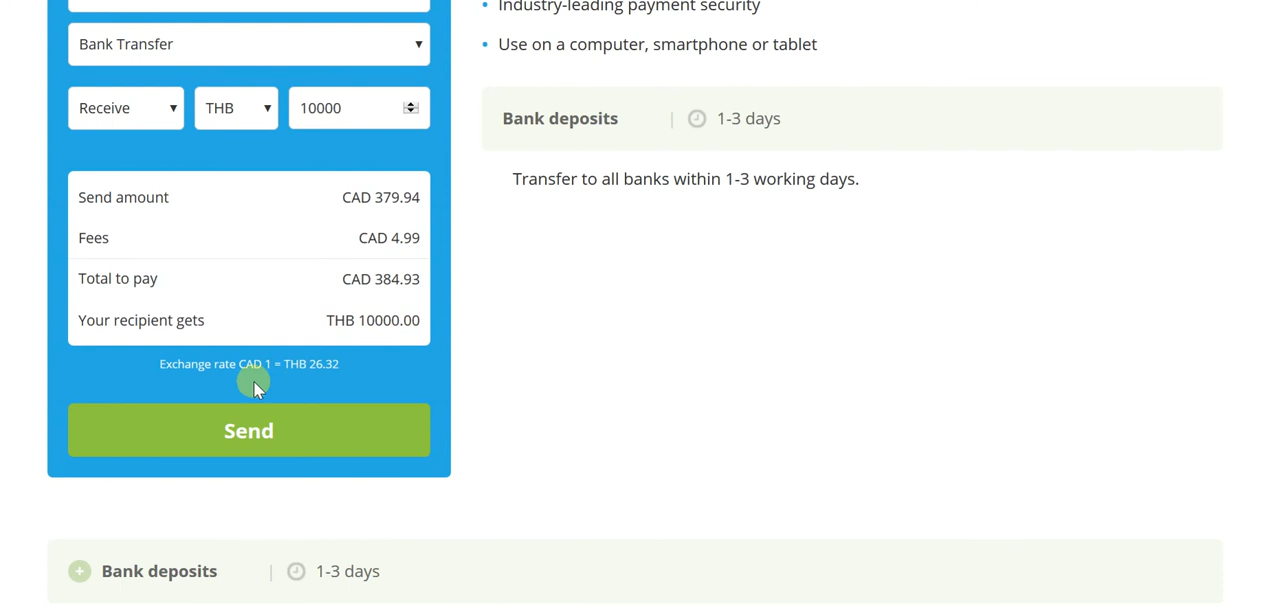 Industry-leading payment security
Bank Transfer
Use on a computer, smartphone or tablet
Receive THB 10000
Bank deposits | 1-3 days
Transfer to all banks within 1-3 working days.
Send amount CAD 379.94
Fees CAD 4.99
Total to pay CAD 384.93
Your recipient gets THB 10000.00
Exchange rate CAD 1 = THB 26.32
Send
Bank deposits | 1-3 days